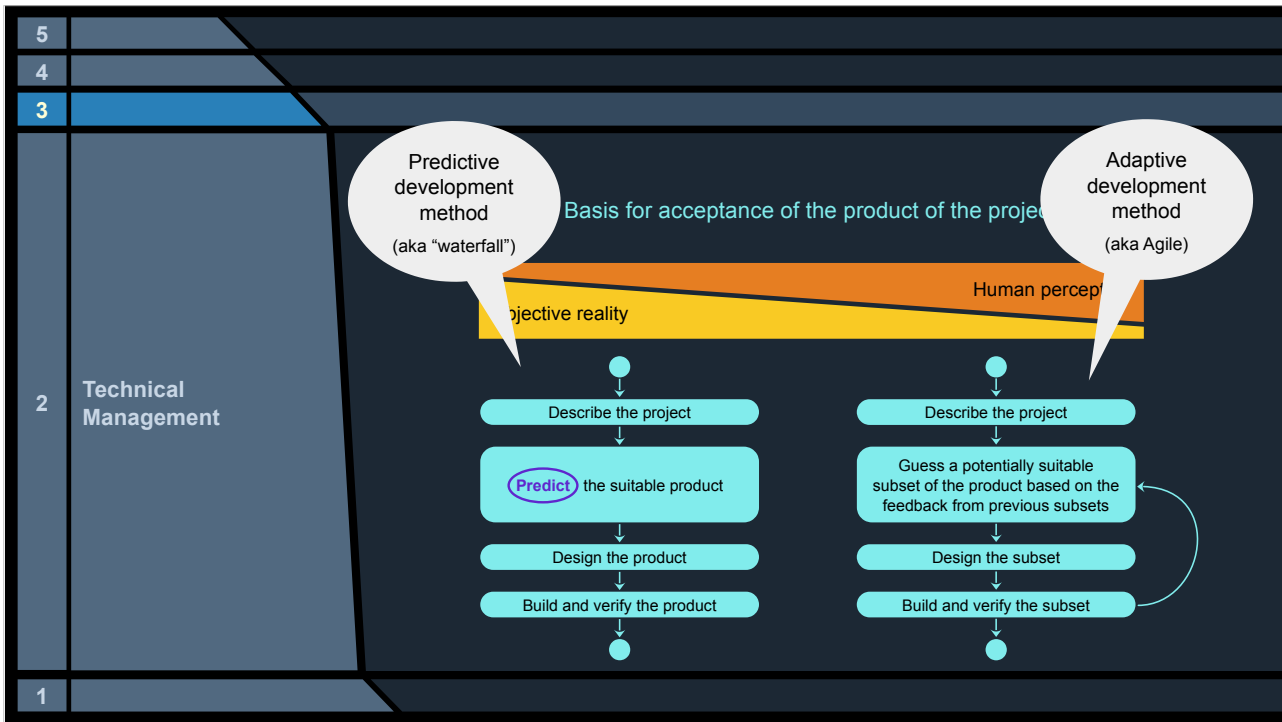 5
4
3
2
Technical
Management
1
Predictive
development
method
(aka “waterfall”)
Basis for acceptance of the product of the projec
Adaptive
development
method
(aka Agile)
Human percept
ojective reality
Describe the project
Predict the suitable product
Design the product
Build and verify the product
Describe the project
Guess a potentially suitable
subset of the product based on the
feedback from previous subsets
Design the subset
Build and verify the subset